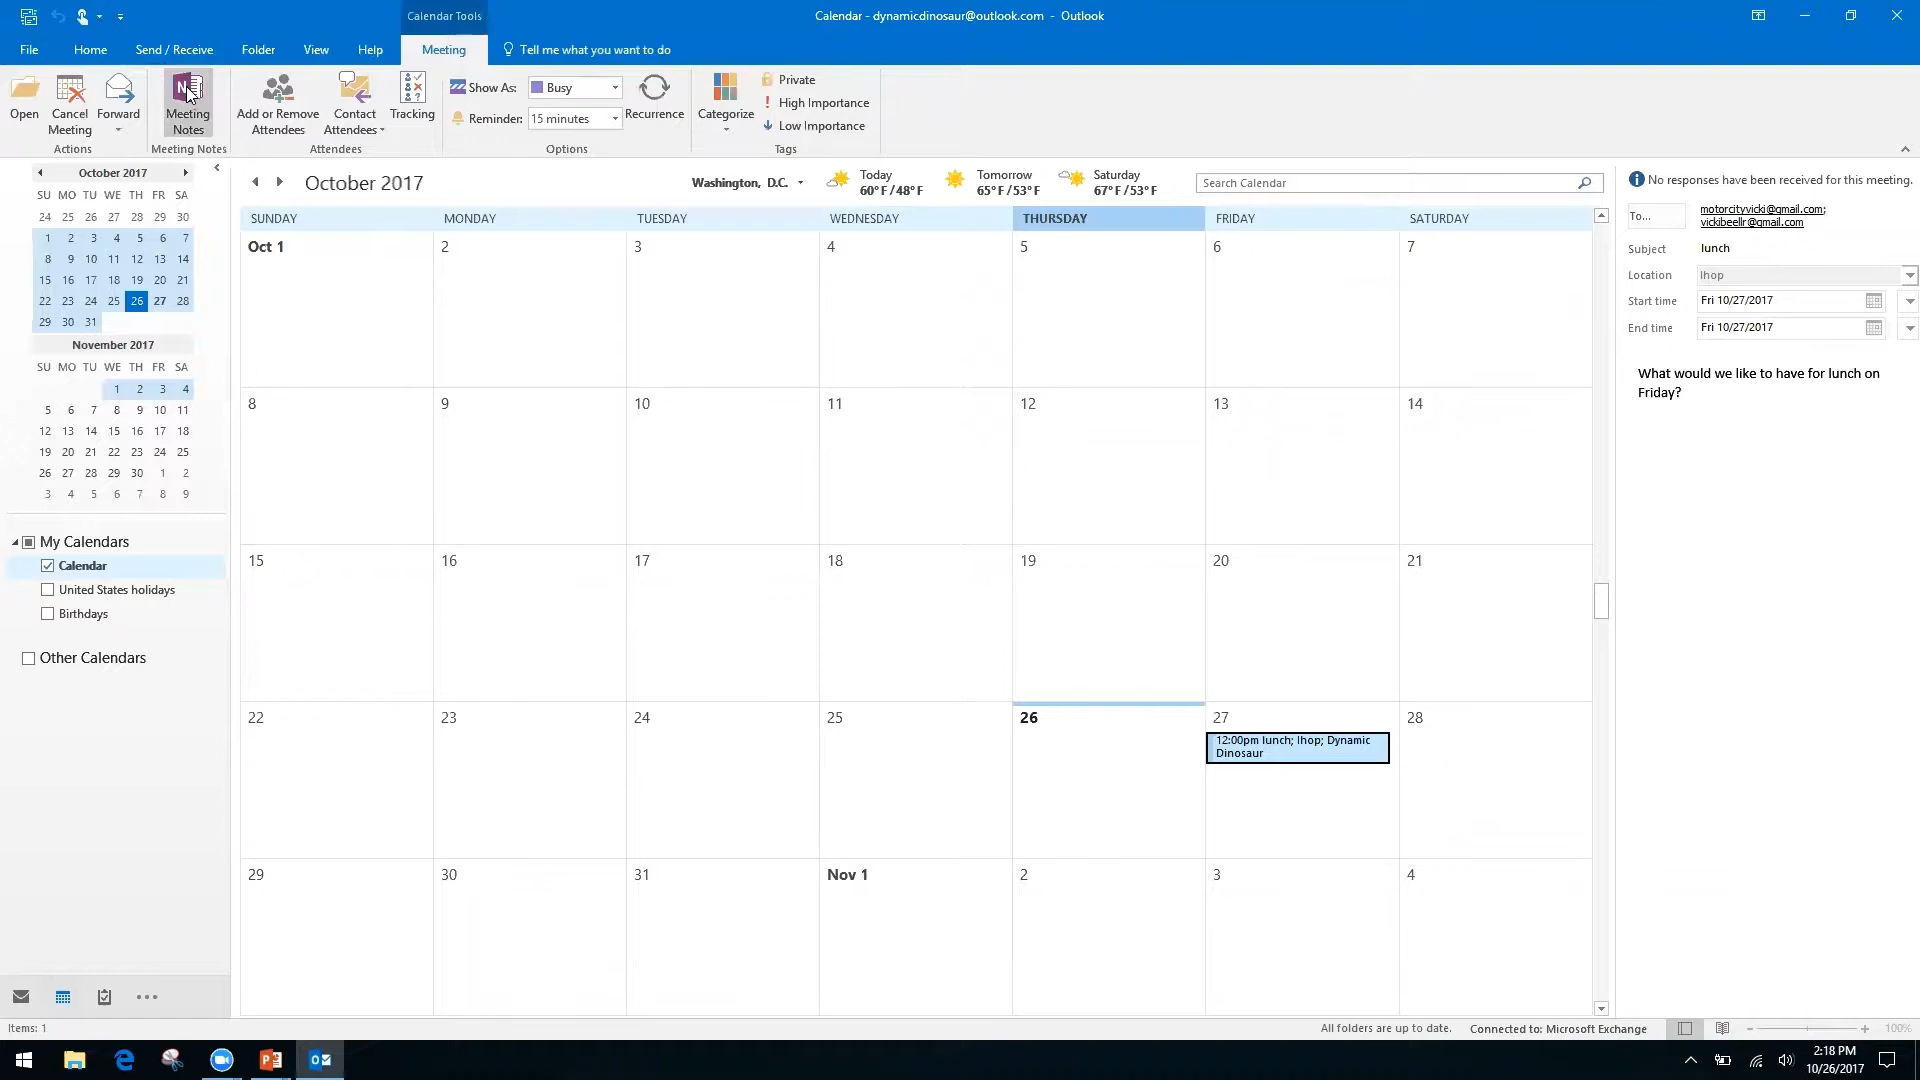 Calendar Tools
Calendar - dynamicdinosaur@outlook.com - Outlook
File Home Send / Receive Folder View Help Meeting Tell me what you want to do
Open
Cancel
Meeting
Forward
Actions
N
Meeting
Notes
Meeting Notes
Add or Remove
Attendees
Contact
Attendees
Tracking
Attendees
Show As: Busy
Reminder: 15 minutes
Recurrence
Options
Categorize
Private
High Importance
Low Importance
Tags
October 2017
SU MO TU WE TH FR SA
24 25 26 27 28 29 30
1 2 3 4 5 6 7
8 9 10 11 12 13 14
15 16 17 18 19 20 21
22 23 24 25 26 27 28
29 30 31
November 2017
SU MO TU WE TH FR SA
1 2 3 4
5 6 7 8 9 10 11
12 13 14 15 16 17 18
19 20 21 22 23 24 25
26 27 28 29 30 1 2
3 4 5 6 7 8 9
My Calendars
Calendar
United States holidays
Birthdays
Other Calendars
October 2017
Washington, D.C.
Today
60°F/48°F
Tomorrow
65°F/53°F
Saturday
67°F/53°F
Search Calendar
SUNDAY MONDAY TUESDAY WEDNESDAY THURSDAY FRIDAY SATURDAY
Oct 1 2 3 4 5 6 7
8 9 10 11 12 13 14
15 16 17 18 19 20 21
22 23 24 25 26 27 28
12:00pm lunch; Ihop; Dynamic
Dinosaur
29 30 31 Nov 1 2 3 4
No responses have been received for this meeting.
To... motorcityvicki@gmail.com;
vickibeellr@gmail.com
Subject lunch
Location Ihop
Start time Fri 10/27/2017
End time Fri 10/27/2017
What would we like to have for lunch on
Friday?
Items: 1
All folders are up to date. Connected to: Microsoft Exchange
100%
2:18 PM
10/26/2017